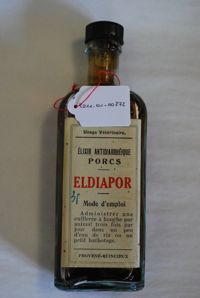 Usage Vétérinaire.
ÉLIXIR ANTIDIARRHÉIQUE
PORCS
ELDIAPOR
Mode d'emploi
Administrer une
cuillerée à bouche par
animal trois fois par
jour dans un peu
d'eau de riz ou un
petit barbotage.